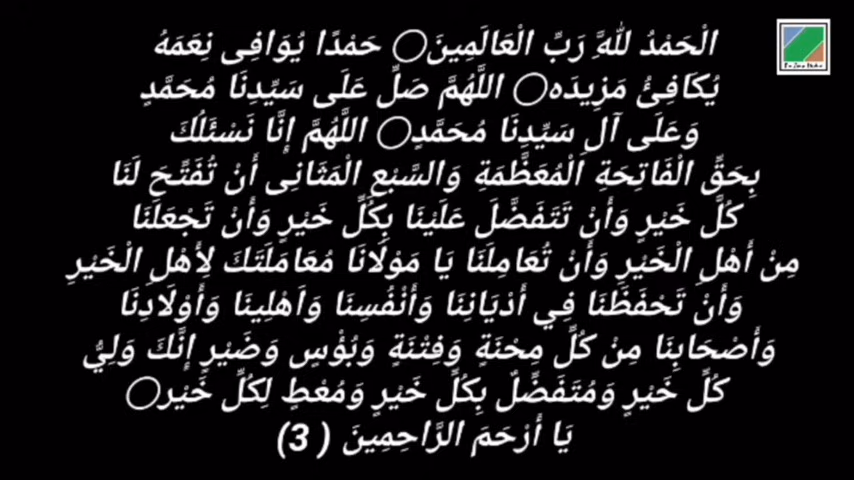 الْحَمْدُ لِلّٰهِ رَبِّ الْعَالَمِينَ۝ حَمْدًا يُوَافِى نِعَمَهُ
يُكَافِئُ مَزِيدَه۝ اللَّهُمَّ صَلِّ عَلَى سَيِّدِنَا مُحَمَّدٍ
وَعَلَى آلِ سَيِّدِنَا مُحَمَّدٍ۝ اللَّهُمَّ إِنَّا نَسْئَلُكَ
بِحَقِّ الْفَاتِحَةِ الْمُعَظَّمَةِ وَالسَّبْعِ الْمَثَانِى أَنْ تُفَتِّحَ لَنَا
كُلَّ خَيْرٍ وَأَنْ تَتَفَضَّلَ عَلَيْنَا بِكُلِّ خَيْرٍ وَأَنْ تَجْعَلَنَا
مِنْ أَهْلِ الْخَيْرِ وَأَنْ تُعَامِلَنَا يَا مَوْلَانَا مُعَامَلَتَكَ لِأَهْلِ الْخَيْرِ
وَأَنْ تَحْفَظَنَا فِي أَدْيَانِنَا وَأَنْفُسِنَا وَاَهْلِينَا وَأَوْلَادِنَا
وَأَصْحَابِنَا مِنْ كُلِّ مِحْنَةٍ وَفِتْنَةٍ وَبُؤْسٍ وَضَيْرٍ إِنَّكَ وَلِيُّ
كُلِّ خَيْرٍ وَمُتَفَضِّلٌ بِكُلِّ خَيْرٍ وَمُعْطٍ لِكُلِّ خَيْر۝
يَا أَرْحَمَ الرَّاحِمِينَ (3)